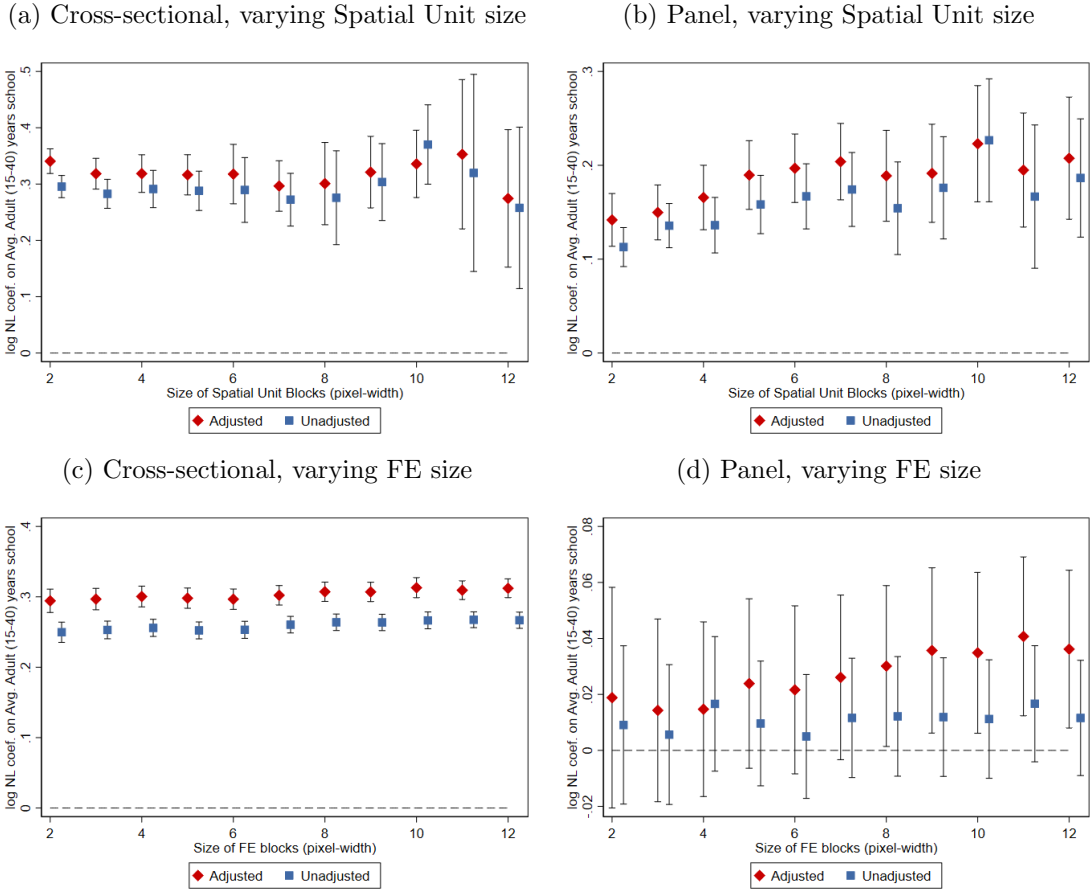 (a) Cross-sectional, varying Spatial Unit size
log NL coef. on Avg. Adult (15-40) years school
0 .1 .2 .3 .4 .5
2 4 6 8 10 12
Size of Spatial Unit Blocks (pixel-width)
Adjusted Unadjusted
(b) Panel, varying Spatial Unit size
log NL coef. on Avg. Adult (15-40) years school
0 .1 .2 .3
2 4 6 8 10 12
Size of Spatial Unit Blocks (pixel-width)
Adjusted Unadjusted
(c) Cross-sectional, varying FE size
log NL coef. on Avg. Adult (15-40) years school
0 .1 .2 .3 .4
2 4 6 8 10 12
Size of FE blocks (pixel-width)
Adjusted Unadjusted
(d) Panel, varying FE size
log NL coef. on Avg. Adult (15-40) years school
-.02 0 .02 .04 .06 .08
2 4 6 8 10 12
Size of FE blocks (pixel-width)
Adjusted Unadjusted